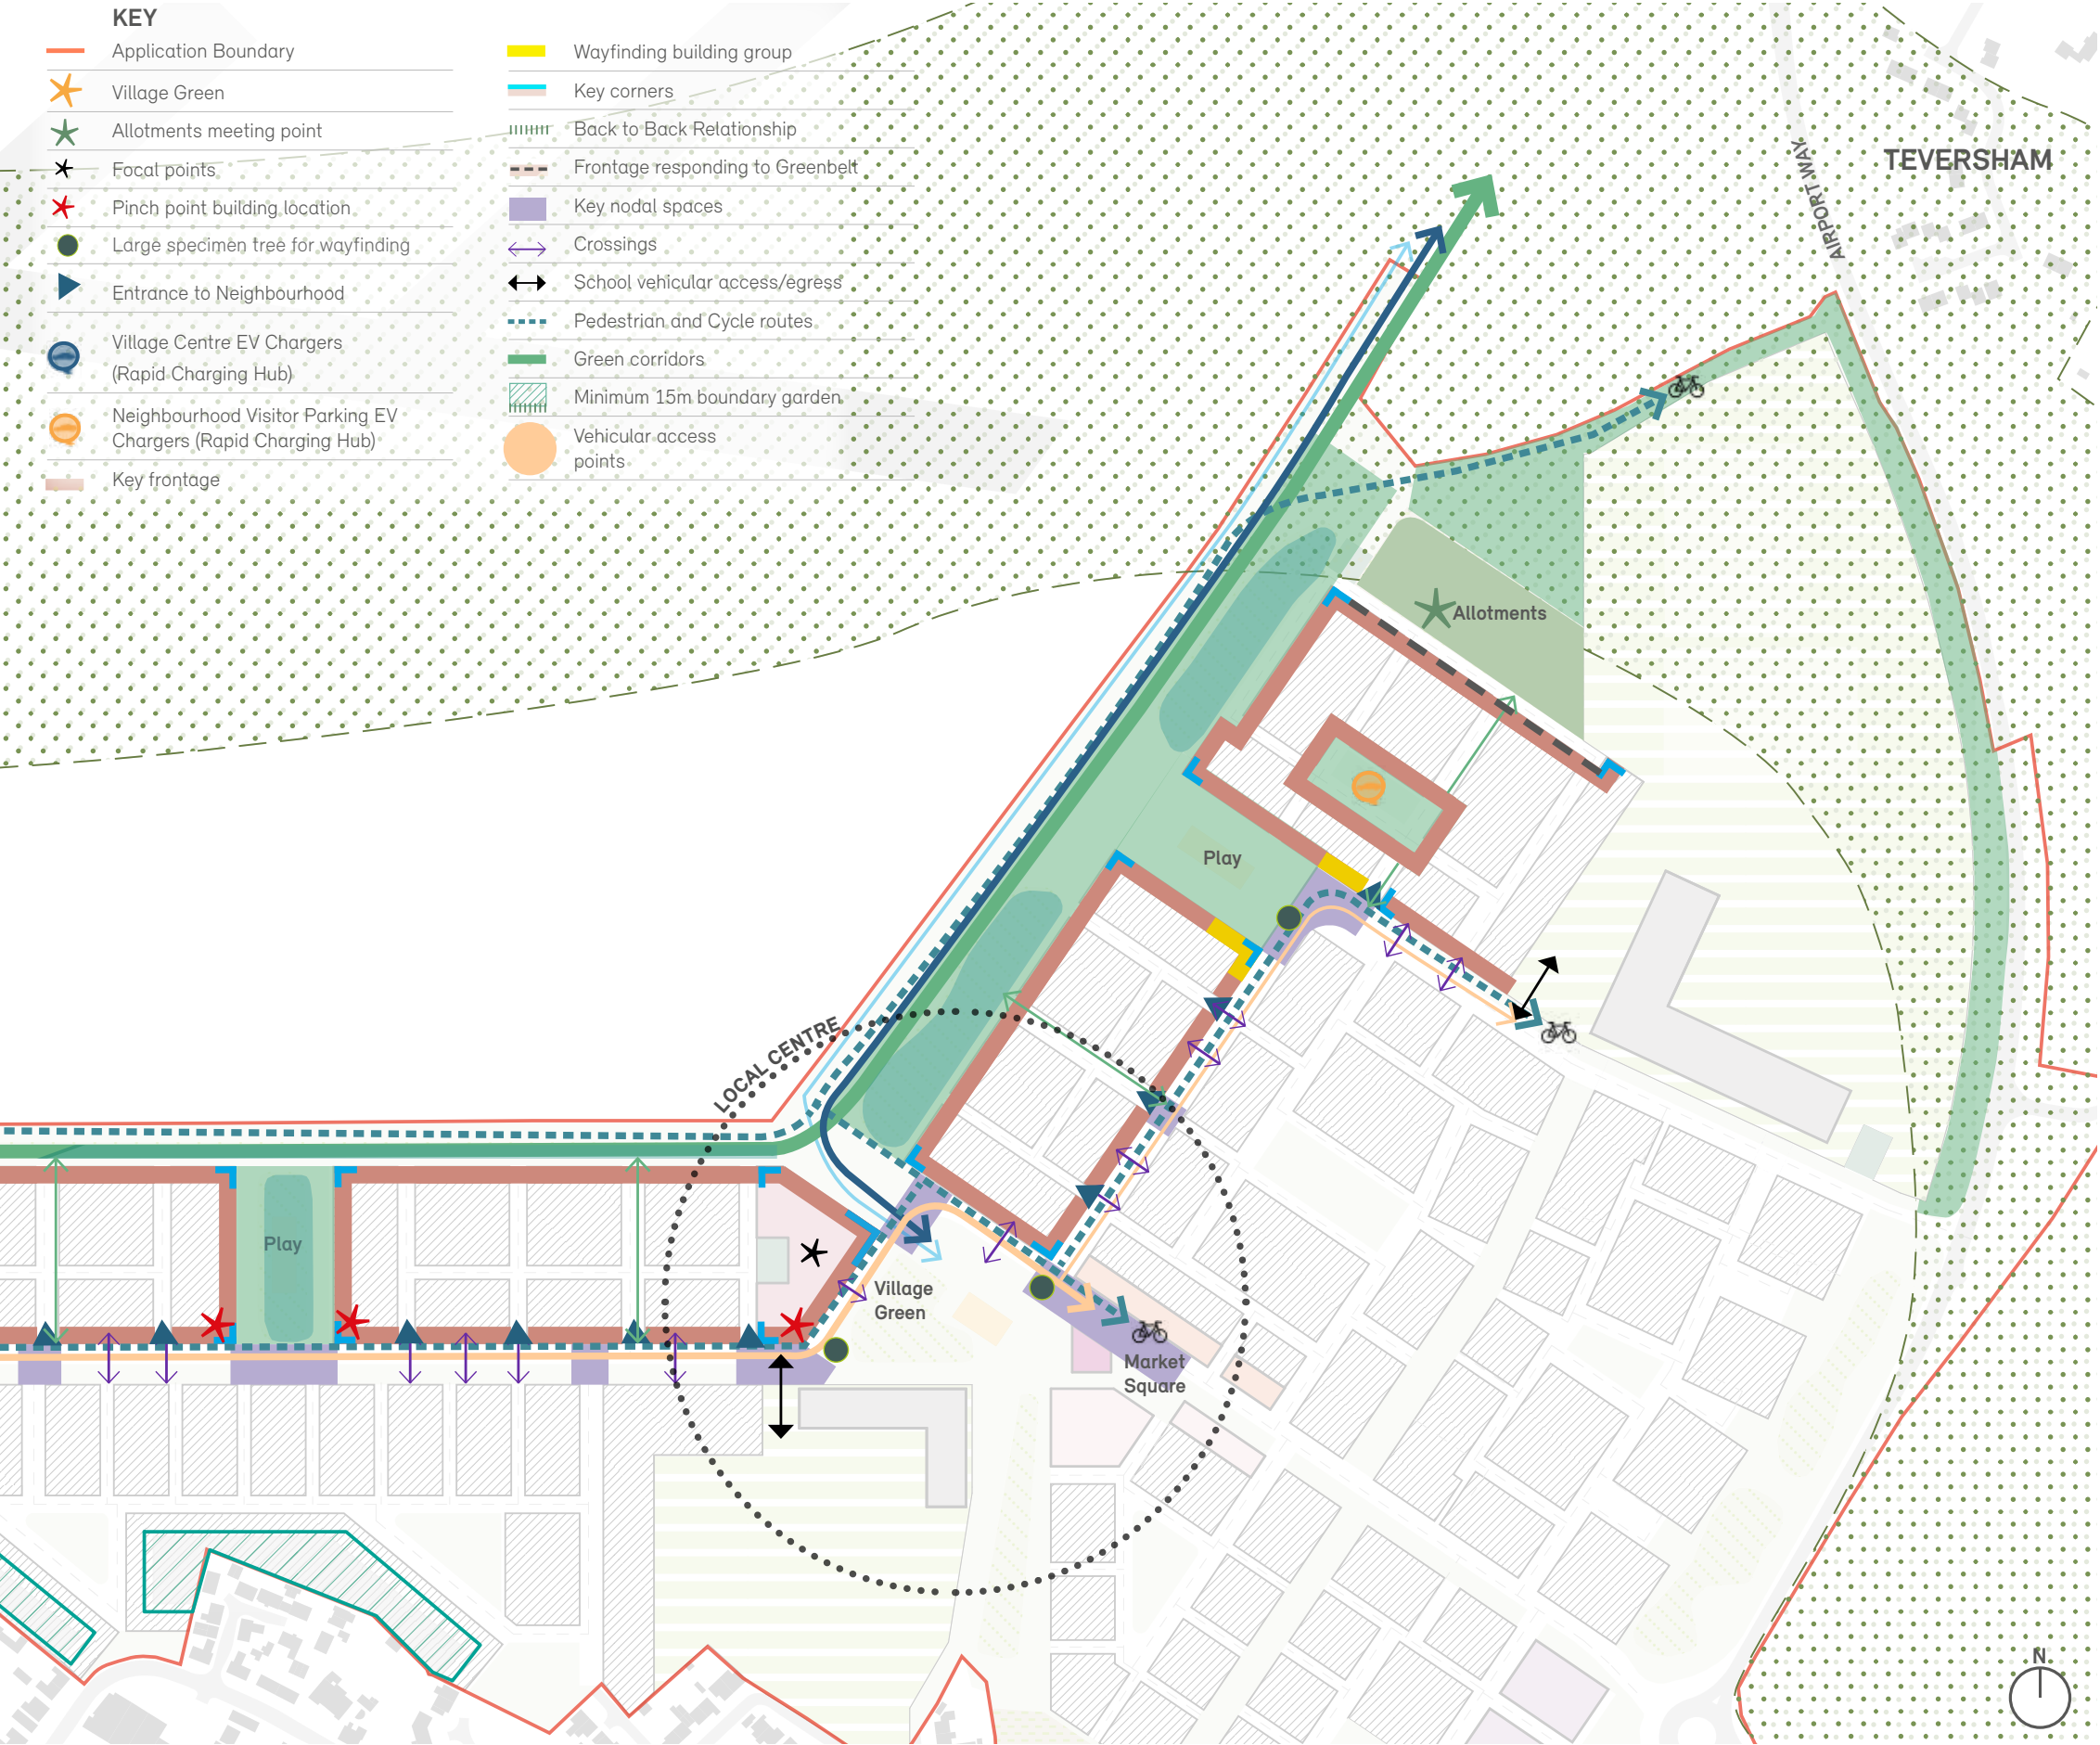 KEY
Application Boundary
Village Green
Allotments meeting point
Focal points
Pinch point building location
Large specimen tree for wayfinding
Entrance to Neighbourhood
Village Centre EV Chargers
(Rapid Charging Hub)
Neighbourhood Visitor Parking EV
Chargers (Rapid Charging Hub)
Key frontage
Wayfinding building group
Key corners
Back to Back Relationship
Frontage responding to Greenbelt
Key nodal spaces
Crossings
School vehicular access/egress
Pedestrian and Cycle routes
Green corridors
Minimum 15m boundary garden
Vehicular access
points
AIRPORT WAY
TEVERSHAM
Allotments
Play
LOCAL CENTRE
Play
Village
Green
Market
Square
N